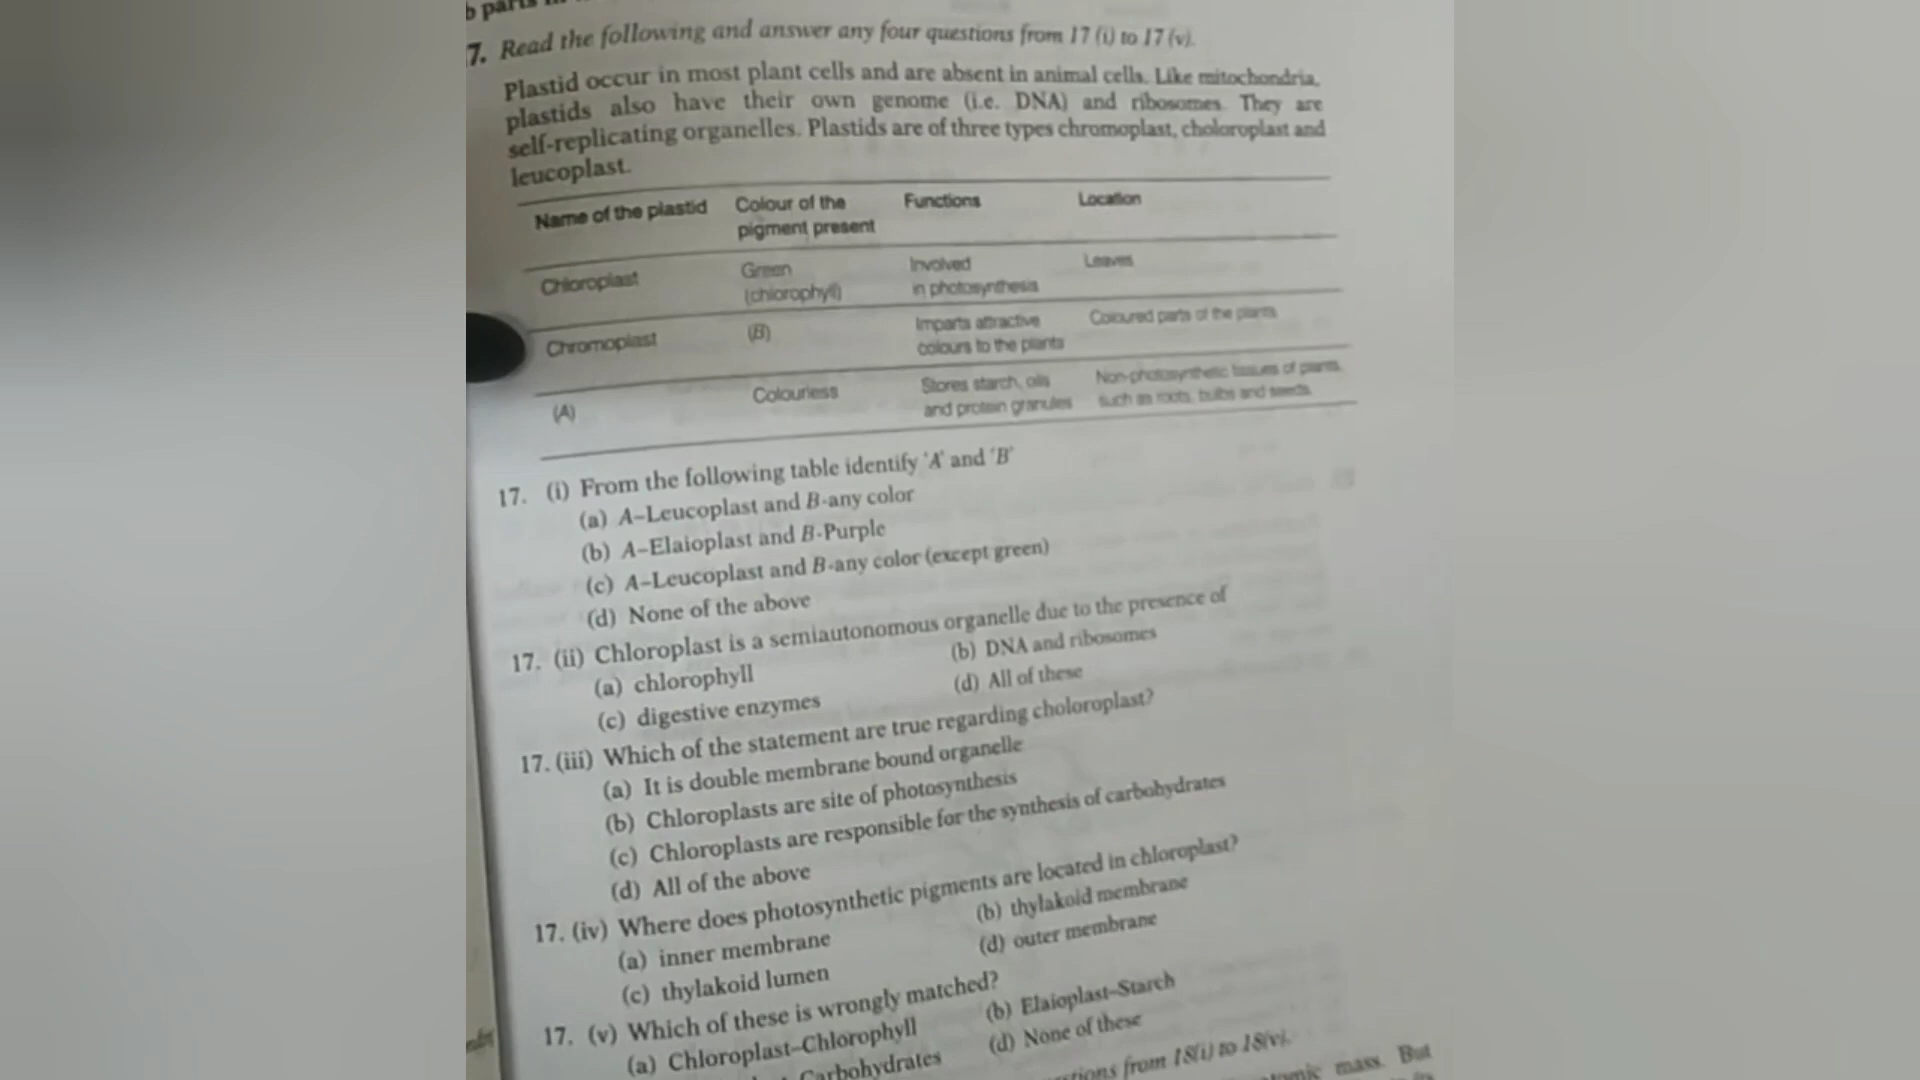 7. Read the following and answer any four questions from 17 (i) to 17 (v).
Plastid occur in most plant cells and are absent in animal cells. Like mitochondria,
plastids also have their own genome (i.e. DNA) and ribosomes. They are
self-replicating organelles. Plastids are of three types chromoplast, choloroplast and
leucoplast.
Name of the plastid Colour of the pigment present Functions Location
Chloroplast Green (chlorophyll) Involved in photosynthesis Leaves
Chromoplast (B) Imparts attractive colours to the plants Coloured parts of the plants
(A) Colourless Stores starch, oils and protein granules Non-photosynthetic tissues of plants, such as roots, bulbs and seeds.
17. (i) From the following table identify 'A' and 'B'
(a) A-Leucoplast and B-any color
(b) A-Elaioplast and B-Purple
(c) A-Leucoplast and B-any color (except green)
(d) None of the above
17. (ii) Chloroplast is a semiautonomous organelle due to the presence of
(a) chlorophyll (b) DNA and ribosomes
(c) digestive enzymes (d) All of these
17. (iii) Which of the statement are true regarding choloroplast?
(a) It is double membrane bound organelle
(b) Chloroplasts are site of photosynthesis
(c) Chloroplasts are responsible for the synthesis of carbohydrates
(d) All of the above
17. (iv) Where does photosynthetic pigments are located in chloroplast?
(a) inner membrane (b) thylakoid membrane
(c) thylakoid lumen (d) outer membrane
17. (v) Which of these is wrongly matched?
(a) Chloroplast-Chlorophyll (b) Elaioplast-Starch
Carbohydrates (d) None of these
from 18(i) to 18(v).
mass. But